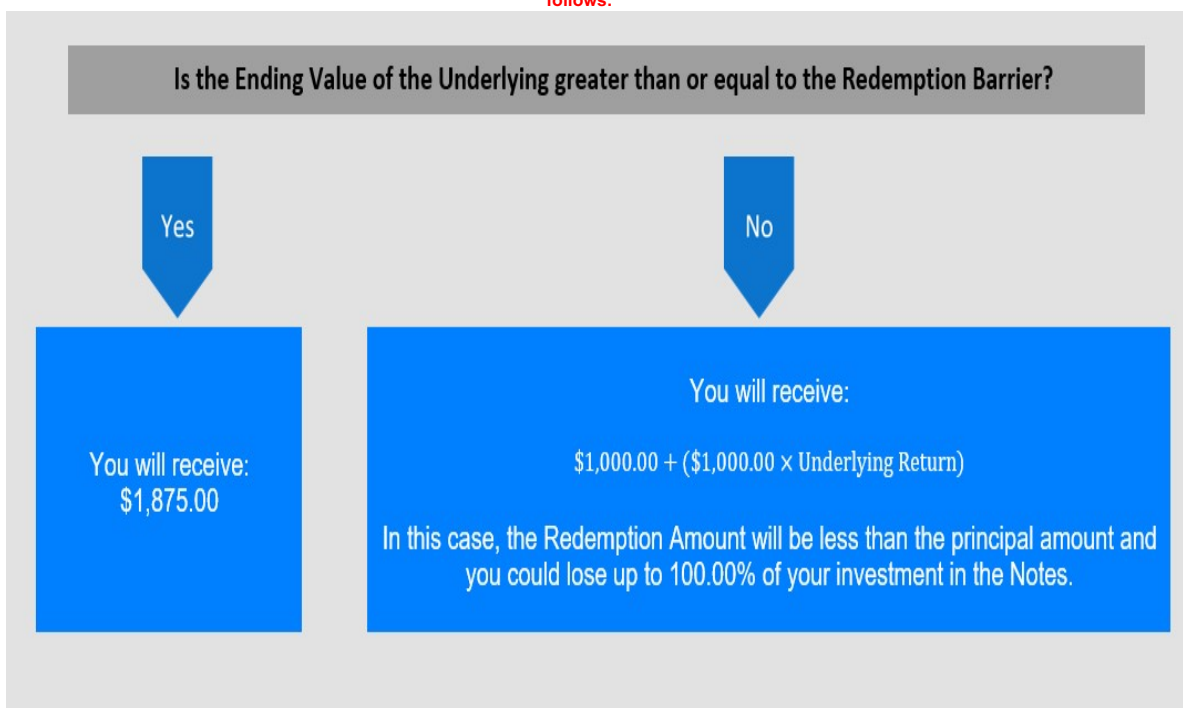 follows:
Is the Ending Value of the Underlying greater than or equal to the Redemption Barrier?
Yes
No
You will receive:
$1,875.00
You will receive:
$1,000.00 + ($1,000.00 × Underlying Return)
In this case, the Redemption Amount will be less than the principal amount and
you could lose up to 100.00% of your investment in the Notes.